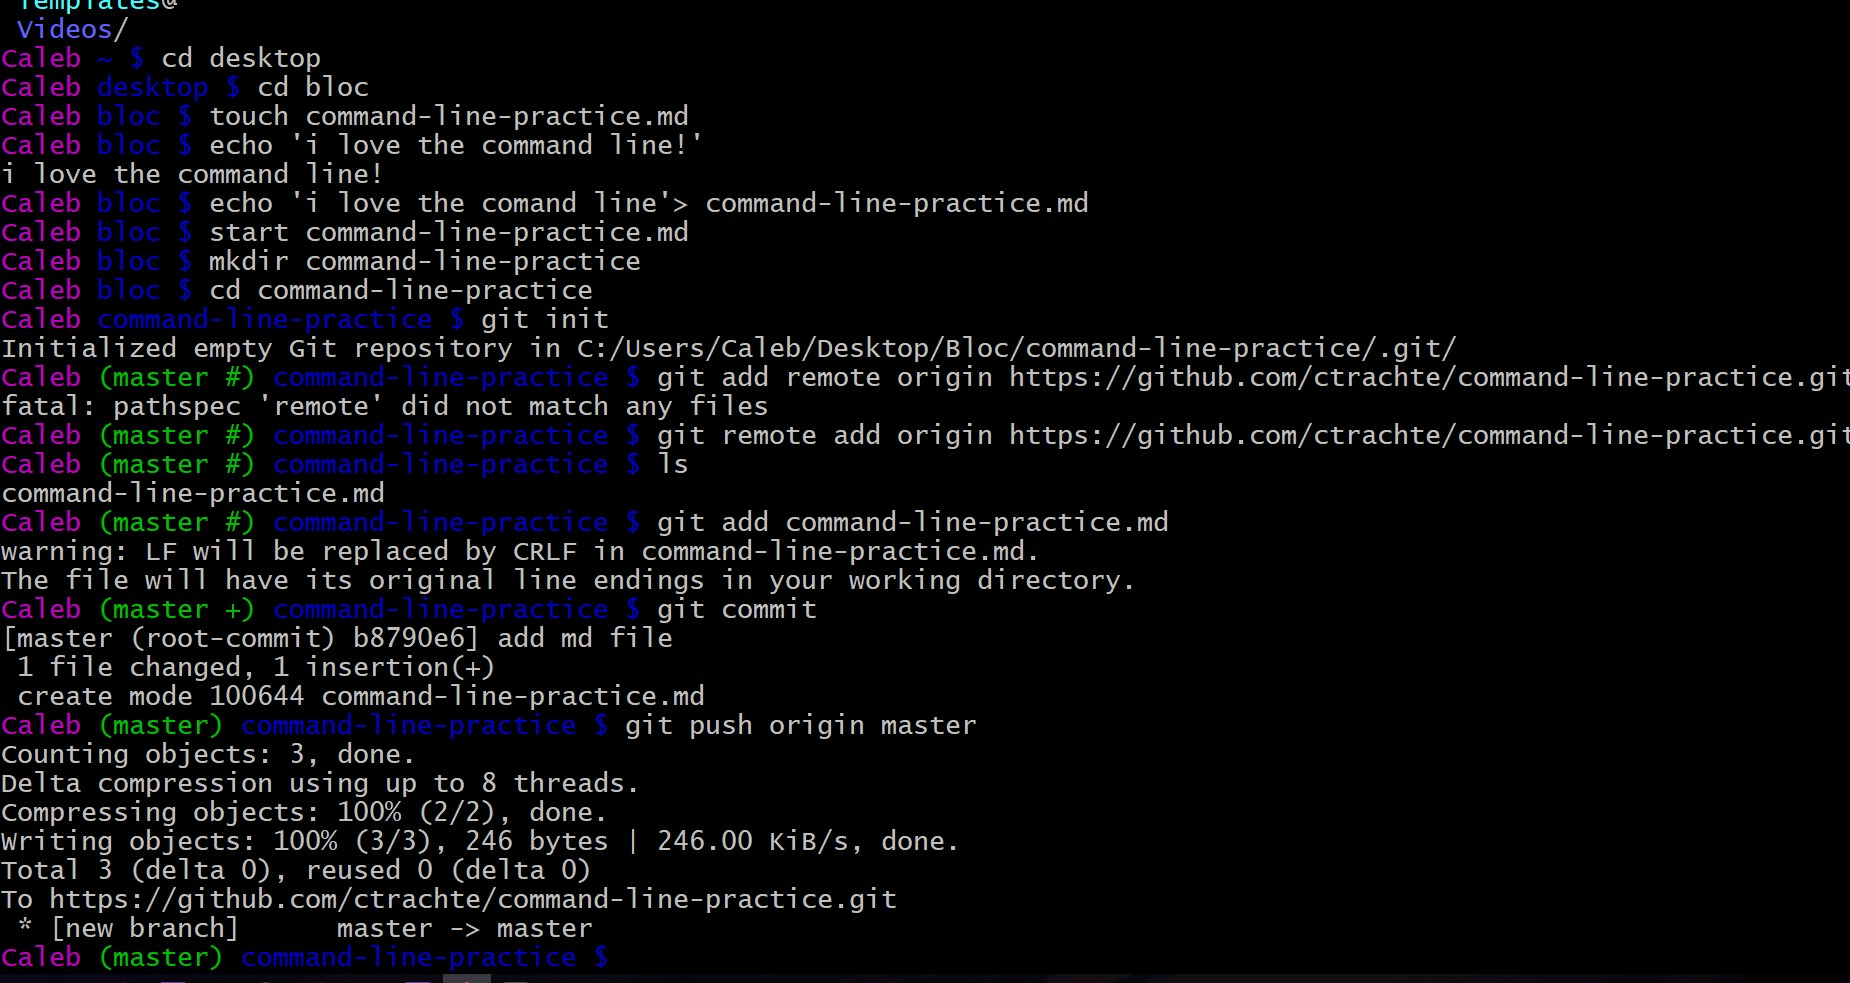 Templates@
Videos/
Caleb ~ $ cd desktop
Caleb desktop $ cd bloc
Caleb bloc $ touch command-line-practice.md
Caleb bloc $ echo 'i love the command line!'
i love the command line!
Caleb bloc $ echo 'i love the comand line'> command-line-practice.md
Caleb bloc $ start command-line-practice.md
Caleb bloc $ mkdir command-line-practice
Caleb bloc $ cd command-line-practice
Caleb command-line-practice $ git init
Initialized empty Git repository in C:/Users/Caleb/Desktop/Bloc/command-line-practice/.git/
Caleb (master #) command-line-practice $ git add remote origin https://github.com/ctrachte/command-line-practice.git
fatal: pathspec 'remote' did not match any files
Caleb (master #) command-line-practice $ git remote add origin https://github.com/ctrachte/command-line-practice.git
Caleb (master #) command-line-practice $ ls
command-line-practice.md
Caleb (master #) command-line-practice $ git add command-line-practice.md
warning: LF will be replaced by CRLF in command-line-practice.md.
The file will have its original line endings in your working directory.
Caleb (master +) command-line-practice $ git commit
[master (root-commit) b8790e6] add md file
1 file changed, 1 insertion(+)
create mode 100644 command-line-practice.md
Caleb (master) command-line-practice $ git push origin master
Counting objects: 3, done.
Delta compression using up to 8 threads.
Compressing objects: 100% (2/2), done.
Writing objects: 100% (3/3), 246 bytes | 246.00 KiB/s, done.
Total 3 (delta 0), reused 0 (delta 0)
To https://github.com/ctrachte/command-line-practice.git
* [new branch]      master -> master
Caleb (master) command-line-practice $